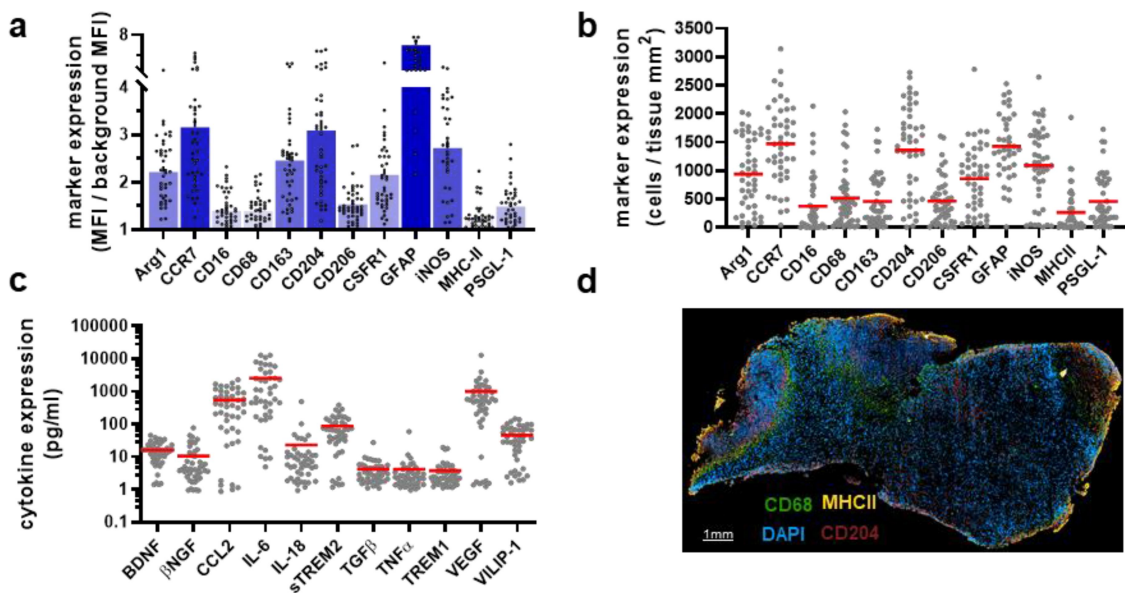 a
marker expression
(MFI / background MFI)
8
4
3
2
1
Arg1
CCR7
CD16
CD68
CD163
CD204
CD206
CSFR1
GFAP
iNOS
MHC-II
PSGL-1
b
marker expression
(cells / tissue mm²)
3500
3000
2500
2000
1500
1000
500
0
Arg1
CCR7
CD16
CD68
CD163
CD204
CD206
CSFR1
GFAP
iNOS
MHCII
PSGL-1
c
cytokine expression
(pg/ml)
100000
10000
1000
100
10
1
0.1
BDNF
βNGF
CCL2
IL-6
IL-18
sTREM2
TGFβ
TNFα
TREM1
VEGF
VILIP-1
d
CD68 MHCII
1mm DAPI CD204